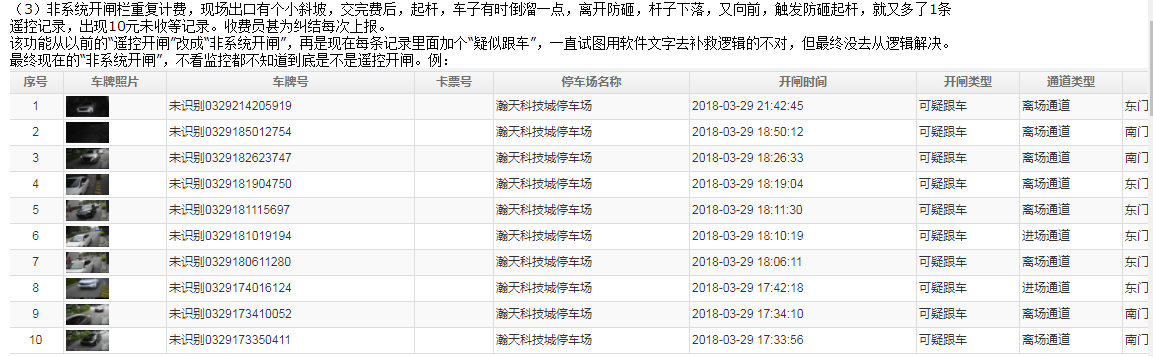 （3）非系统开闸栏重复计费，现场出口有个小斜坡，交完费后，起杆，车子有时倒溜一点，离开防砸，杆子下落，又向前，触发防砸起杆，就又多了1条
遥控记录，出现10元未收等记录。收费员甚为纠结每次上报。
该功能从以前的“遥控开闸”改成“非系统开闸”，再是现在每条记录里面加个“疑似跟车”，一直试图用软件文字去补救逻辑的不对，但最终没去从逻辑解决。
最终现在的“非系统开闸”，不看监控都不知道到底是不是遥控开闸。例：
序号 车牌照片 车牌号 卡票号 停车场名称 开闸时间 开闸类型 通道类型
1 未识别0329214205919 瀚天科技城停车场 2018-03-29 21:42:45 可疑跟车 离场通道 东门
2 未识别0329185012754 瀚天科技城停车场 2018-03-29 18:50:12 可疑跟车 离场通道 南门
3 未识别0329182623747 瀚天科技城停车场 2018-03-29 18:26:33 可疑跟车 离场通道 南门
4 未识别0329181904750 瀚天科技城停车场 2018-03-29 18:19:04 可疑跟车 离场通道 东门
5 未识别0329181115697 瀚天科技城停车场 2018-03-29 18:11:30 可疑跟车 离场通道 南门
6 未识别0329181019194 瀚天科技城停车场 2018-03-29 18:10:19 可疑跟车 进场通道 东门
7 未识别0329180611280 瀚天科技城停车场 2018-03-29 18:06:11 可疑跟车 离场通道 南门
8 未识别0329174016124 瀚天科技城停车场 2018-03-29 17:42:18 可疑跟车 进场通道 东门
9 未识别0329173410052 瀚天科技城停车场 2018-03-29 17:34:10 可疑跟车 离场通道 南门
10 未识别0329173350411 瀚天科技城停车场 2018-03-29 17:33:56 可疑跟车 离场通道 南门